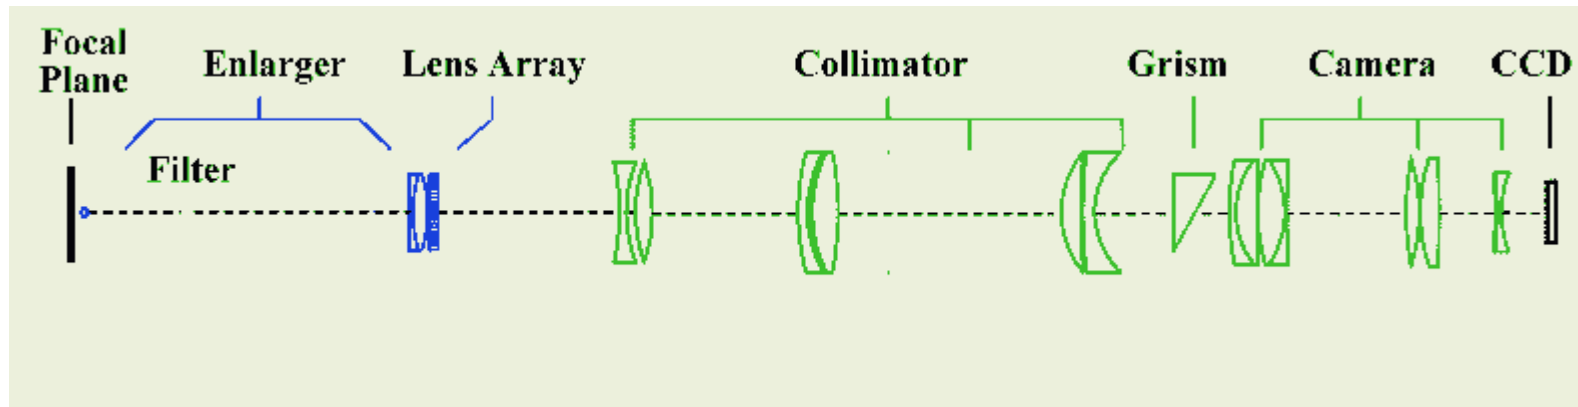 Focal
Plane
Enlarger
Lens Array
Collimator
Grism
Camera
CCD
Filter